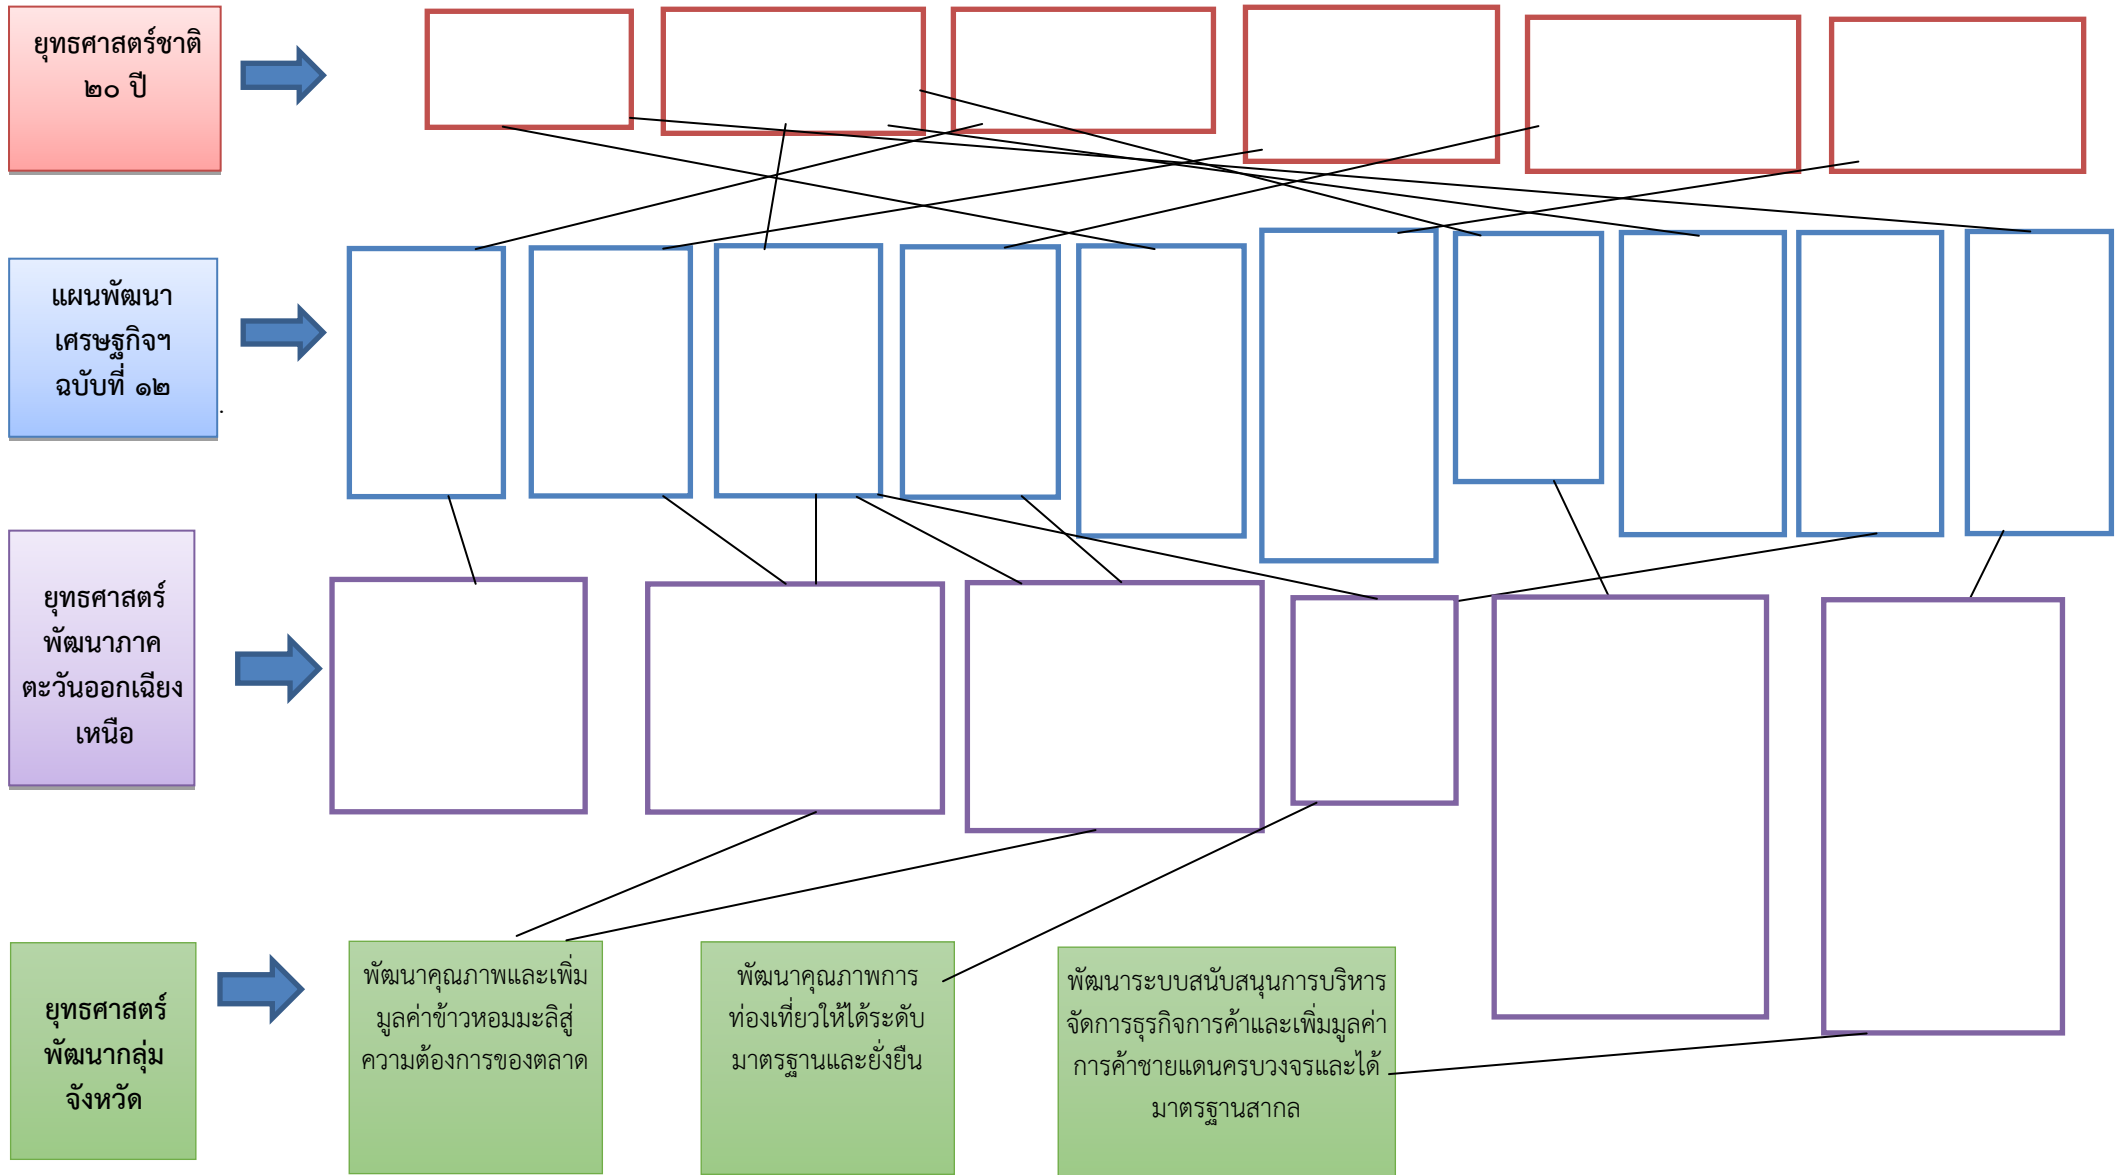 ยุทธศาสตร์ชาติ
๒๐ ปี
แผนพัฒนา
เศรษฐกิจฯ
ฉบับที่ ๑๒
.
ยุทธศาสตร์
พัฒนาภาค
ตะวันออกเฉียง
เหนือ
ยุทธศาสตร์
พัฒนากลุ่ม
จังหวัด
พัฒนาคุณภาพและเพิ่ม
มูลค่าข้าวหอมมะลิสู่
ความต้องการของตลาด
พัฒนาคุณภาพการ
ท่องเที่ยวให้ได้ระดับ
มาตรฐานและยั่งยืน
พัฒนาระบบสนับสนุนการบริหาร
จัดการธุรกิจการค้าและเพิ่มมูลค่า
การค้าชายแดนครบวงจรและได้
มาตรฐานสากล